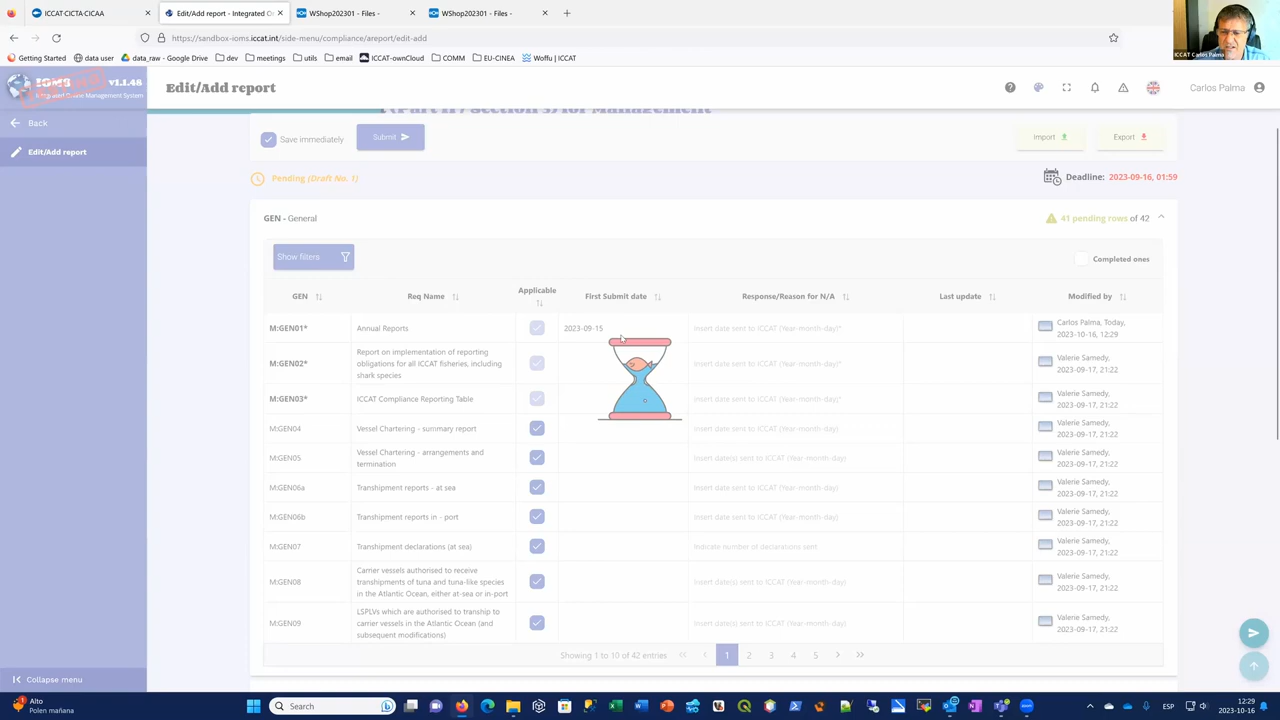 ICCAT·CICTA·CICAA
Edit/Add report - Integrated O
WShop202301 - Files -
WShop202301 - Files -
https://sandbox-ioms.iccat.int/side-menu/compliance/areport/edit-add
Getting Started
data user
data_raw - Google Drive
dev
meetings
utils
email
ICCAT-ownCloud
COMM
EU-CINEA
Woffu | ICCAT
ICCAT Carlos Palma
IOMS v1.1.48
Integrated Online Management System
Edit/Add report
Carlos Palma
Back
Edit/Add report
(Part II / section 3) for Management
Save immediately
Submit
Import
Export
Pending (Draft No. 1)
Deadline: 2023-09-16, 01:59
GEN - General
41 pending rows of 42
Show filters
Completed ones
GEN
Req Name
Applicable
First Submit date
Response/Reason for N/A
Last update
Modified by
M:GEN01*
Annual Reports
2023-09-15
Insert date sent to ICCAT (Year-month-day)*
Carlos Palma, Today,
2023-10-16, 12:29
M:GEN02*
Report on implementation of reporting
obligations for all ICCAT fisheries, including
shark species
Insert date sent to ICCAT (Year-month-day)*
Valerie Samedy,
2023-09-17, 21:22
M:GEN03*
ICCAT Compliance Reporting Table
Insert date sent to ICCAT (Year-month-day)*
Valerie Samedy,
2023-09-17, 21:22
M:GEN04
Vessel Chartering - summary report
Insert date sent to ICCAT (Year-month-day)
Valerie Samedy,
2023-09-17, 21:22
M:GEN05
Vessel Chartering - arrangements and
termination
Insert date(s) sent to ICCAT (Year-month-day)
Valerie Samedy,
2023-09-17, 21:22
M:GEN06a
Transhipment reports - at sea
Insert date sent to ICCAT (Year-month-day)
Valerie Samedy,
2023-09-17, 21:22
M:GEN06b
Transhipment reports in - port
Insert date sent to ICCAT (Year-month-day)
Valerie Samedy,
2023-09-17, 21:22
M:GEN07
Transhipment declarations (at sea)
Indicate number of declarations sent
Valerie Samedy,
2023-09-17, 21:22
M:GEN08
Carrier vessels authorised to receive
transhipments of tuna and tuna-like species
in the Atlantic Ocean, either at-sea or in-port
Insert date(s) sent to ICCAT (Year-month-day)
Valerie Samedy,
2023-09-17, 21:22
M:GEN09
LSPLVs which are authorised to tranship to
carrier vessels in the Atlantic Ocean (and
subsequent modifications)
Insert date(s) sent to ICCAT (Year-month-day)
Valerie Samedy,
2023-09-17, 21:22
Showing 1 to 10 of 42 entries
1 2 3 4 5
Collapse menu
Alto
Polen mañana
Search
12:29
2023-10-16